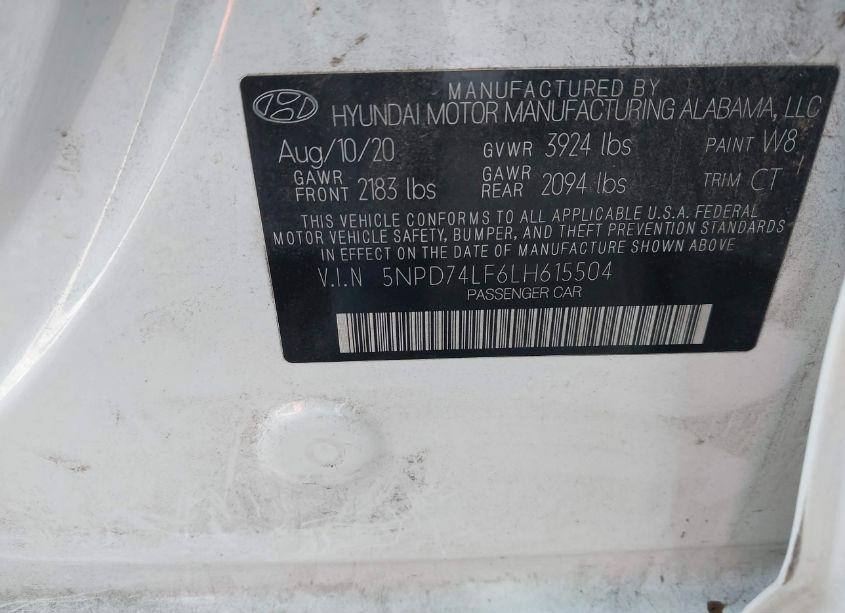 MANUFACTURED BY
HYUNDAI MOTOR MANUFACTURING ALABAMA, LLC
Aug/10/20 GVWR 3924 lbs PAINT W8
GAWR FRONT 2183 lbs GAWR REAR 2094 lbs TRIM CT
THIS VEHICLE CONFORMS TO ALL APPLICABLE U.S.A. FEDERAL
MOTOR VEHICLE SAFETY, BUMPER, AND THEFT PREVENTION STANDARDS
IN EFFECT ON THE DATE OF MANUFACTURE SHOWN ABOVE
V.I.N 5NPD74LF6LH615504
PASSENGER CAR